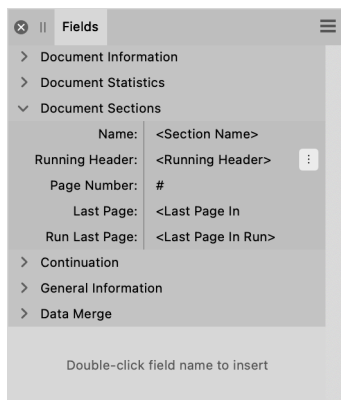 Fields
Document Information
Document Statistics
Document Sections
Name: <Section Name>
Running Header: <Running Header>
Page Number: #
Last Page: <Last Page In
Run Last Page: <Last Page In Run>
Continuation
General Information
Data Merge
Double-click field name to insert